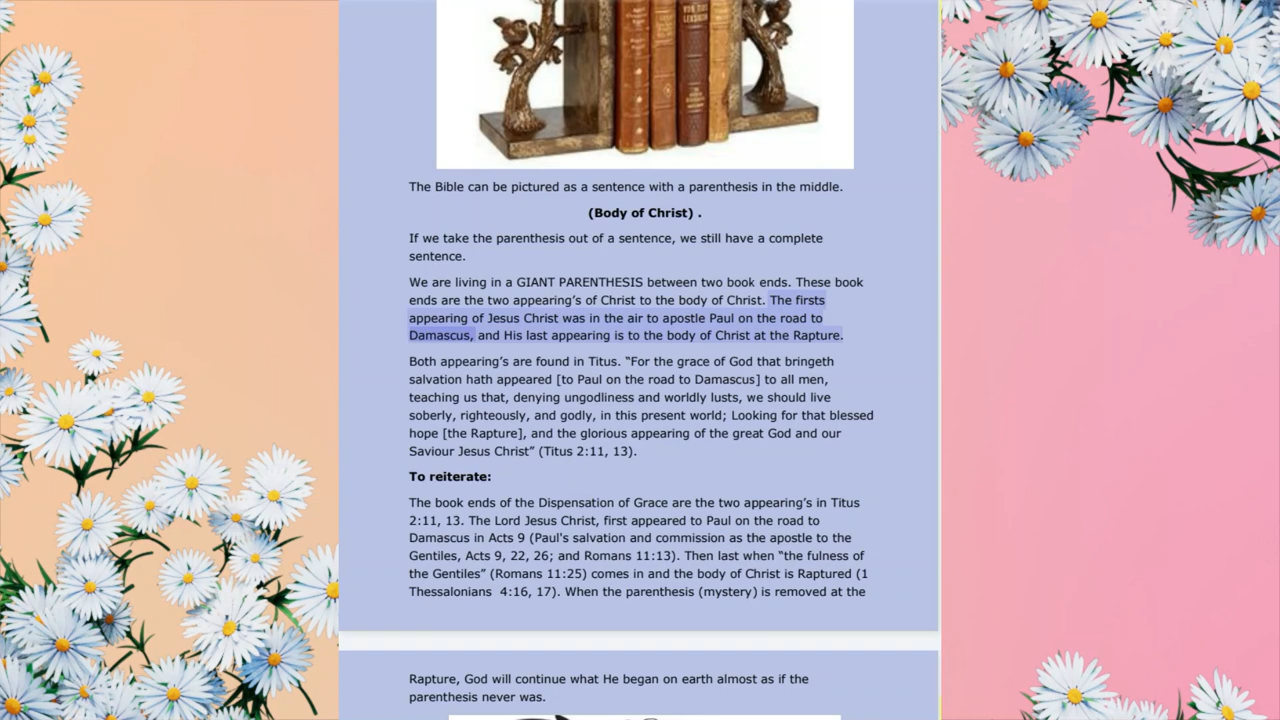 The Bible can be pictured as a sentence with a parenthesis in the middle.
(Body of Christ) .
If we take the parenthesis out of a sentence, we still have a complete
sentence.
We are living in a GIANT PARENTHESIS between two book ends. These book
ends are the two appearing’s of Christ to the body of Christ. The firsts
appearing of Jesus Christ was in the air to apostle Paul on the road to
Damascus, and His last appearing is to the body of Christ at the Rapture.
Both appearing’s are found in Titus. “For the grace of God that bringeth
salvation hath appeared [to Paul on the road to Damascus] to all men,
teaching us that, denying ungodliness and worldly lusts, we should live
soberly, righteously, and godly, in this present world; Looking for that blessed
hope [the Rapture], and the glorious appearing of the great God and our
Saviour Jesus Christ” (Titus 2:11, 13).
To reiterate:
The book ends of the Dispensation of Grace are the two appearing’s in Titus
2:11, 13. The Lord Jesus Christ, first appeared to Paul on the road to
Damascus in Acts 9 (Paul's salvation and commission as the apostle to the
Gentiles, Acts 9, 22, 26; and Romans 11:13). Then last when “the fulness of
the Gentiles” (Romans 11:25) comes in and the body of Christ is Raptured (1
Thessalonians 4:16, 17). When the parenthesis (mystery) is removed at the
Rapture, God will continue what He began on earth almost as if the
parenthesis never was.